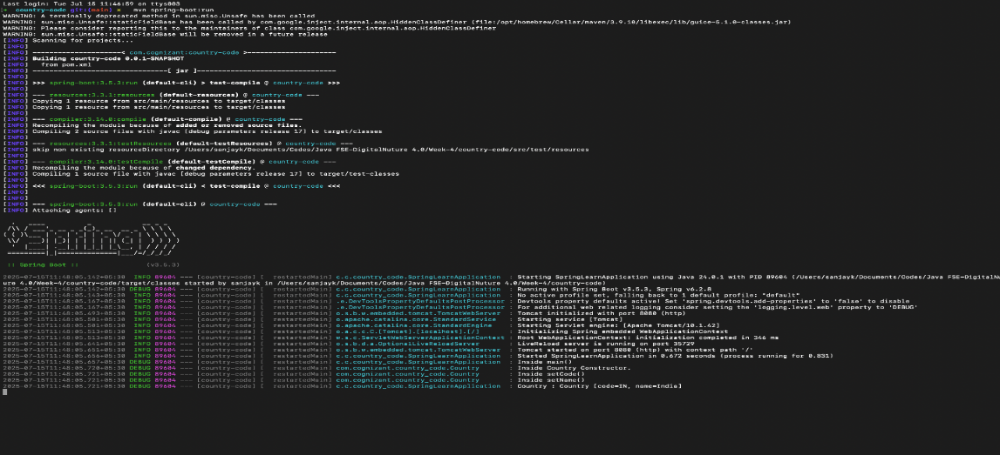 Last login: Tue Jul 15 11:46:59 on ttys003
➜ country-code git:(main) ✗ mvn spring-boot:run
WARNING: A terminally deprecated method in sun.misc.Unsafe has been called
WARNING: sun.misc.Unsafe::staticFieldBase has been called by com.google.inject.internal.aop.HiddenClassDefiner (file:/opt/homebrew/Cellar/maven/3.9.10/libexec/lib/guice-5.1.0-classes.jar)
WARNING: Please consider reporting this to the maintainers of class com.google.inject.internal.aop.HiddenClassDefiner
WARNING: sun.misc.Unsafe::staticFieldBase will be removed in a future release
[INFO] Scanning for projects...
[INFO]
[INFO] ----------------------< com.cognizant:country-code >----------------------
[INFO] Building country-code 0.0.1-SNAPSHOT
[INFO]   from pom.xml
[INFO] --------------------------------[ jar ]---------------------------------
[INFO]
[INFO] >>> spring-boot:3.5.3:run (default-cli) > test-compile @ country-code >>>
[INFO]
[INFO] --- resources:3.3.1:resources (default-resources) @ country-code ---
[INFO] Copying 1 resource from src/main/resources to target/classes
[INFO] Copying 1 resource from src/main/resources to target/classes
[INFO]
[INFO] --- compiler:3.14.0:compile (default-compile) @ country-code ---
[INFO] Recompiling the module because of added or removed source files.
[INFO] Compiling 2 source files with javac [debug parameters release 17] to target/classes
[INFO]
[INFO] --- resources:3.3.1:testResources (default-testResources) @ country-code ---
[INFO] skip non existing resourceDirectory /Users/sanjayk/Documents/Codes/Java FSE-DigitalNuture 4.0/Week-4/country-code/src/test/resources
[INFO]
[INFO] --- compiler:3.14.0:testCompile (default-testCompile) @ country-code ---
[INFO] Recompiling the module because of changed dependency.
[INFO] Compiling 1 source file with javac [debug parameters release 17] to target/test-classes
[INFO]
[INFO] <<< spring-boot:3.5.3:run (default-cli) < test-compile @ country-code <<<
[INFO]
[INFO]
[INFO] --- spring-boot:3.5.3:run (default-cli) @ country-code ---
[INFO] Attaching agents: []
:: Spring Boot :: (v3.5.3)
2025-07-15T11:48:05.142+05:30  INFO 89604 --- [country-code] [  restartedMain] c.c.country_code.SpringLearnApplication  : Starting SpringLearnApplication using Java 24.0.1 with PID 89604 (/Users/sanjayk/Documents/Codes/Java FSE-DigitalNut
ure 4.0/Week-4/country-code/target/classes started by sanjayk in /Users/sanjayk/Documents/Codes/Java FSE-DigitalNuture 4.0/Week-4/country-code)
2025-07-15T11:48:05.143+05:30 DEBUG 89604 --- [country-code] [  restartedMain] c.c.country_code.SpringLearnApplication  : Running with Spring Boot v3.5.3, Spring v6.2.8
2025-07-15T11:48:05.143+05:30  INFO 89604 --- [country-code] [  restartedMain] c.c.country_code.SpringLearnApplication  : No active profile set, falling back to 1 default profile: "default"
2025-07-15T11:48:05.167+05:30  INFO 89604 --- [country-code] [  restartedMain] .e.DevToolsPropertyDefaultsPostProcessor : Devtools property defaults active! Set 'spring.devtools.add-properties' to 'false' to disable
2025-07-15T11:48:05.167+05:30  INFO 89604 --- [country-code] [  restartedMain] .e.DevToolsPropertyDefaultsPostProcessor : For additional web related logging consider setting the 'logging.level.web' property to 'DEBUG'
2025-07-15T11:48:05.493+05:30  INFO 89604 --- [country-code] [  restartedMain] o.s.b.w.embedded.tomcat.TomcatWebServer  : Tomcat initialized with port 8080 (http)
2025-07-15T11:48:05.501+05:30  INFO 89604 --- [country-code] [  restartedMain] o.apache.catalina.core.StandardService   : Starting service [Tomcat]
2025-07-15T11:48:05.501+05:30  INFO 89604 --- [country-code] [  restartedMain] o.apache.catalina.core.StandardEngine    : Starting Servlet engine: [Apache Tomcat/10.1.42]
2025-07-15T11:48:05.513+05:30  INFO 89604 --- [country-code] [  restartedMain] o.a.c.c.C.[Tomcat].[localhost].[/]       : Initializing Spring embedded WebApplicationContext
2025-07-15T11:48:05.513+05:30  INFO 89604 --- [country-code] [  restartedMain] w.s.c.ServletWebServerApplicationContext : Root WebApplicationContext: initialization completed in 346 ms
2025-07-15T11:48:05.641+05:30  INFO 89604 --- [country-code] [  restartedMain] o.s.b.d.a.OptionalLiveReloadServer       : LiveReload server is running on port 35729
2025-07-15T11:48:05.650+05:30  INFO 89604 --- [country-code] [  restartedMain] o.s.b.w.embedded.tomcat.TomcatWebServer  : Tomcat started on port 8080 (http) with context path '/'
2025-07-15T11:48:05.656+05:30  INFO 89604 --- [country-code] [  restartedMain] c.c.country_code.SpringLearnApplication  : Started SpringLearnApplication in 0.672 seconds (process running for 0.831)
2025-07-15T11:48:05.658+05:30 DEBUG 89604 --- [country-code] [  restartedMain] c.c.country_code.SpringLearnApplication  : Inside main()
2025-07-15T11:48:05.720+05:30 DEBUG 89604 --- [country-code] [  restartedMain] com.cognizant.country_code.Country       : Inside Country Constructor.
2025-07-15T11:48:05.721+05:30 DEBUG 89604 --- [country-code] [  restartedMain] com.cognizant.country_code.Country       : Inside setCode()
2025-07-15T11:48:05.721+05:30 DEBUG 89604 --- [country-code] [  restartedMain] com.cognizant.country_code.Country       : Inside setName()
2025-07-15T11:48:05.721+05:30 DEBUG 89604 --- [country-code] [  restartedMain] c.c.country_code.SpringLearnApplication  : Country : Country [code=IN, name=India]